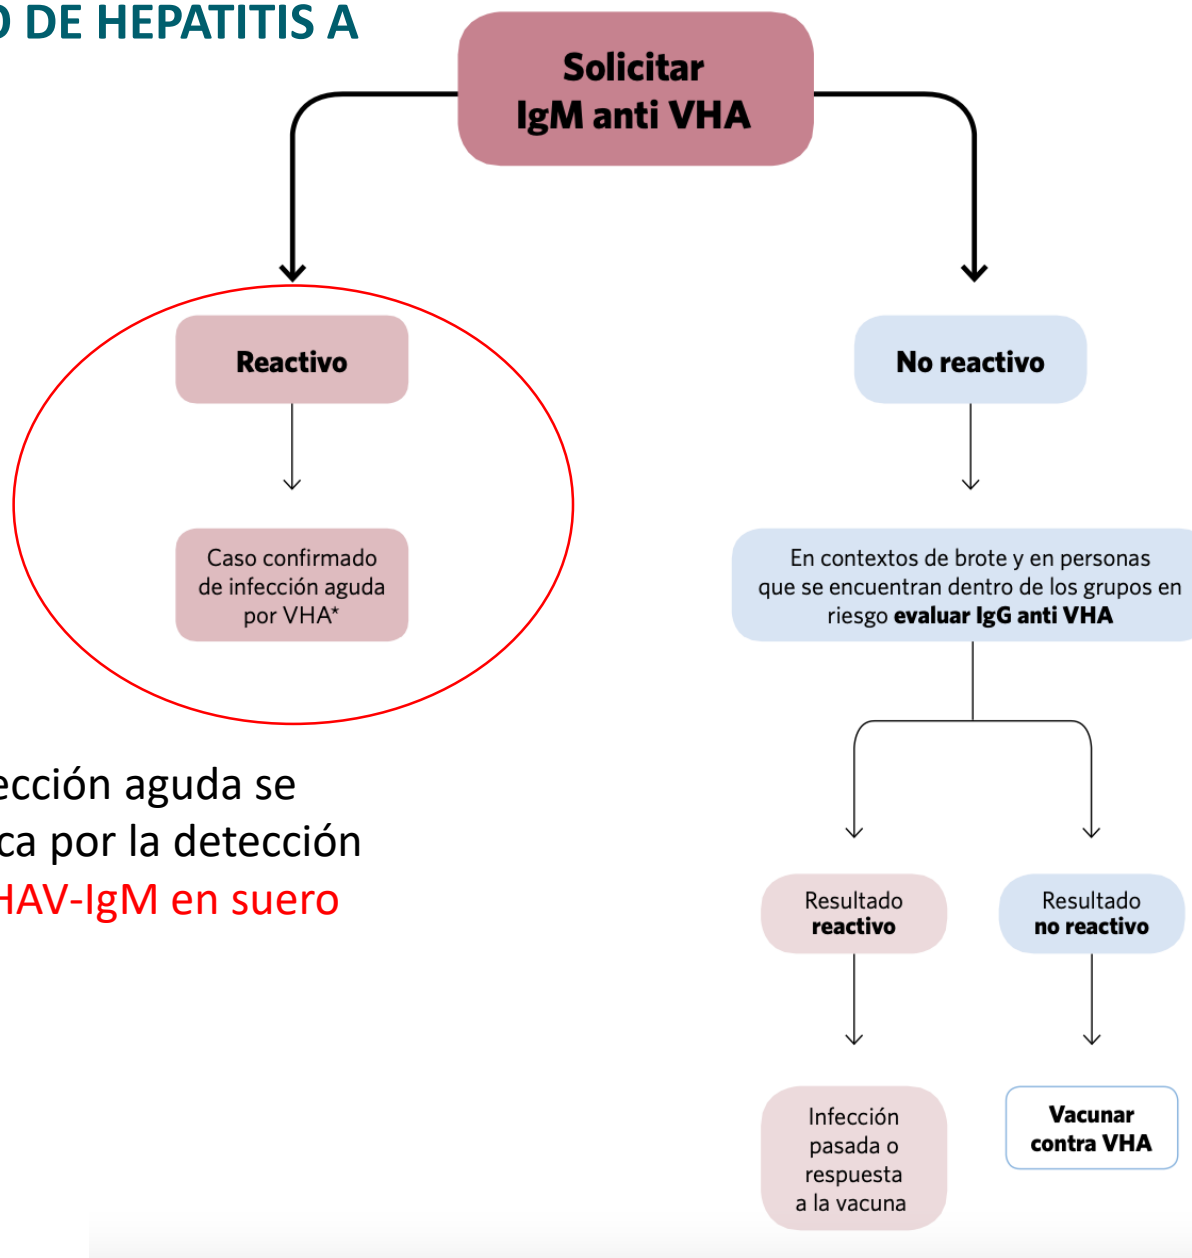 O DE HEPATITIS A
Solicitar
IgM anti VHA
Reactivo
No reactivo
Caso confirmado
de infección aguda
por VHA*
En contextos de brote y en personas
que se encuentran dentro de los grupos en
riesgo evaluar IgG anti VHA
ección aguda se
ca por la detección
HAV-IgM en suero
Resultado
reactivo
Resultado
no reactivo
Infección
pasada o
respuesta
a la vacuna
Vacunar
contra VHA